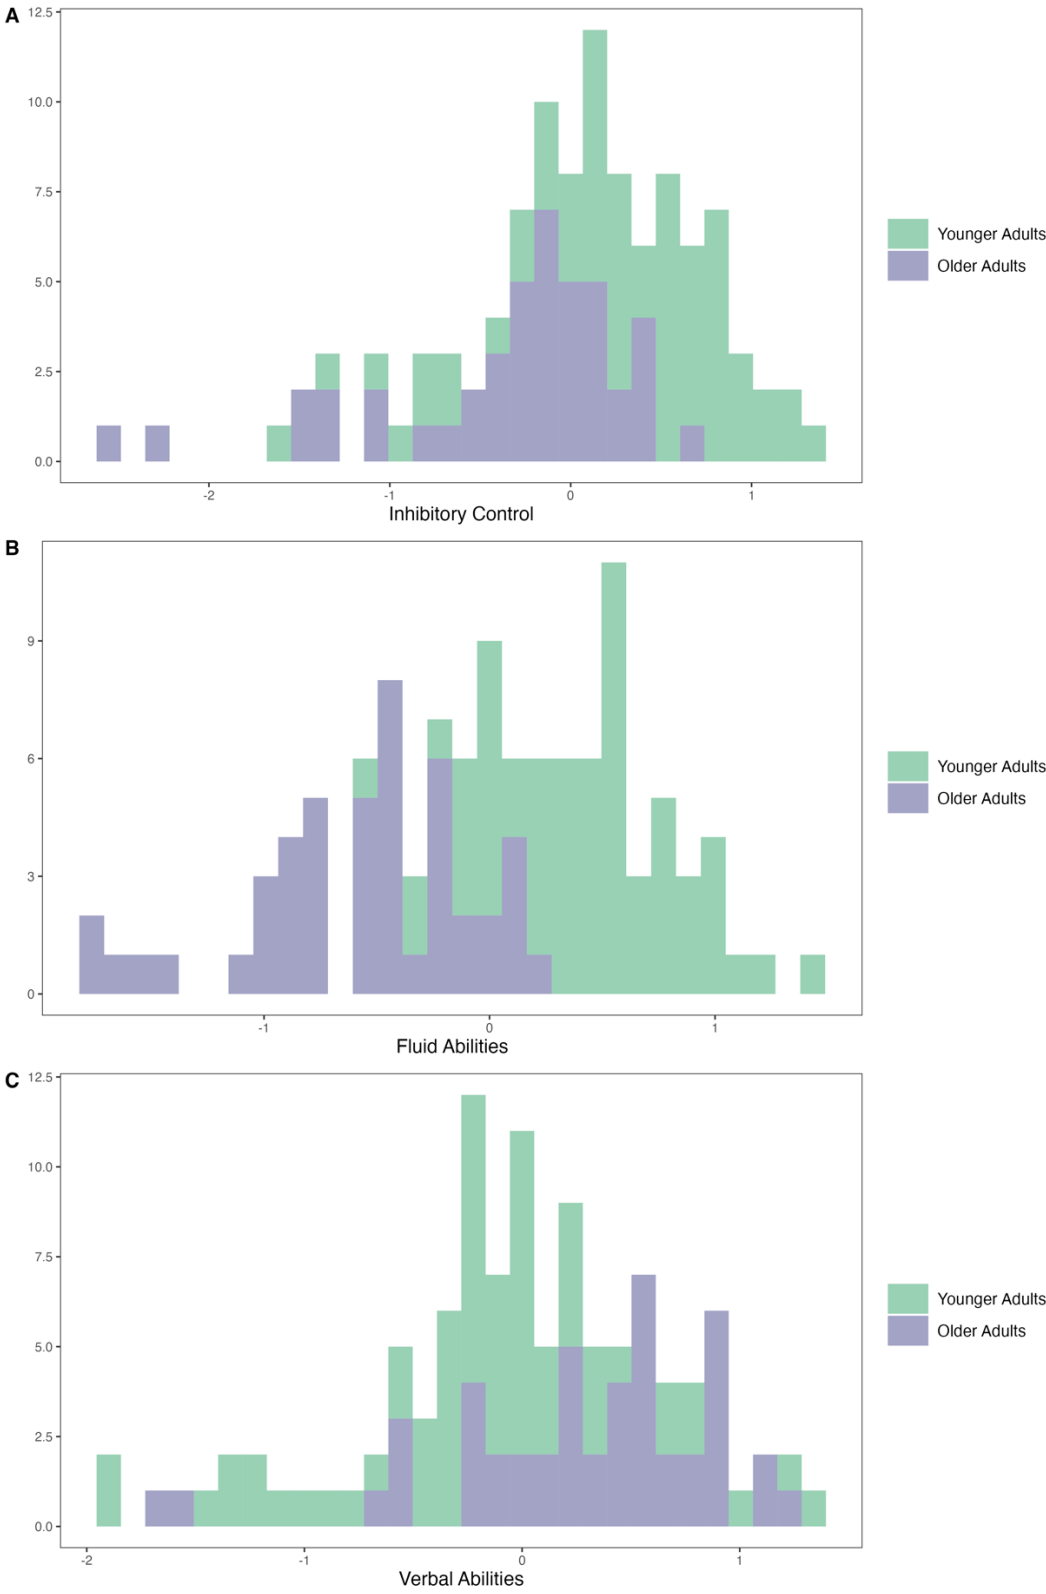 A
12.5
10.0
7.5
5.0
2.5
0.0
-2 -1 0 1
Inhibitory Control
Younger Adults
Older Adults
B
9
6
3
0
-1 0 1
Fluid Abilities
Younger Adults
Older Adults
C
12.5
10.0
7.5
5.0
2.5
0.0
-2 -1 0 1
Verbal Abilities
Younger Adults
Older Adults